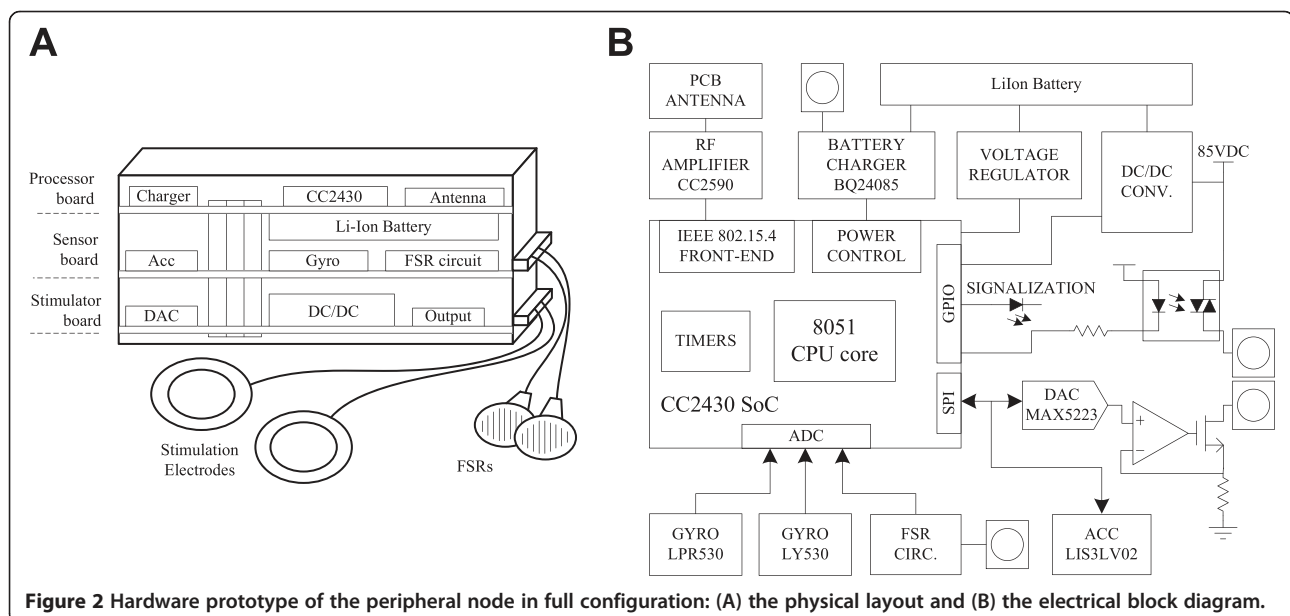 A
Processor
board
Sensor
board
Stimulator
board
Charger
CC2430
Antenna
Li-Ion Battery
Acc
Gyro
FSR circuit
DAC
DC/DC
Output
Stimulation
Electrodes
FSRs
B
PCB
ANTENNA
LiIon Battery
RF
AMPLIFIER
CC2590
BATTERY
CHARGER
BQ24085
VOLTAGE
REGULATOR
DC/DC
CONV.
85VDC
IEEE 802.15.4
FRONT-END
POWER
CONTROL
GPIO
SIGNALIZATION
TIMERS
8051
CPU core
CC2430 SoC
SPI
DAC
MAX5223
+
−
ADC
GYRO
LPR530
GYRO
LY530
FSR
CIRC.
ACC
LIS3LV02
Figure 2 Hardware prototype of the peripheral node in full configuration: (A) the physical layout and (B) the electrical block diagram.